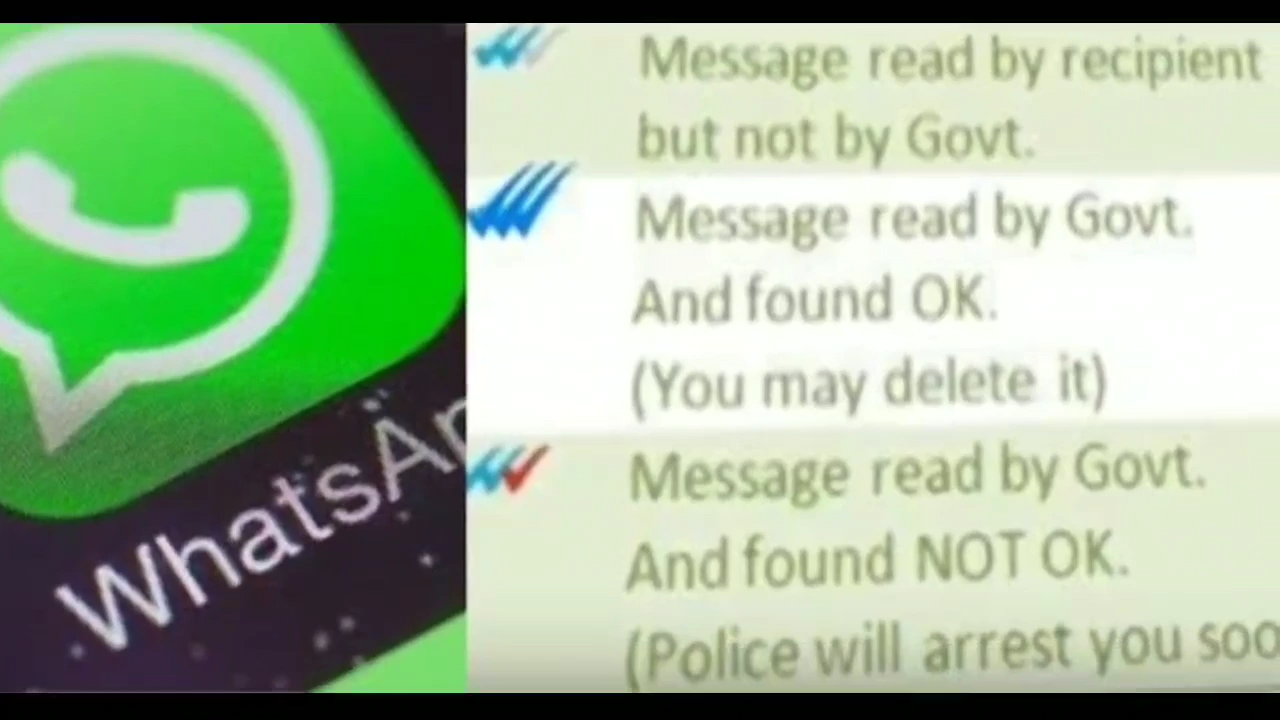 WhatsAp
Message read by recipient
but not by Govt.
Message read by Govt.
And found OK.
(You may delete it)
Message read by Govt.
And found NOT OK.
(Police will arrest you soo